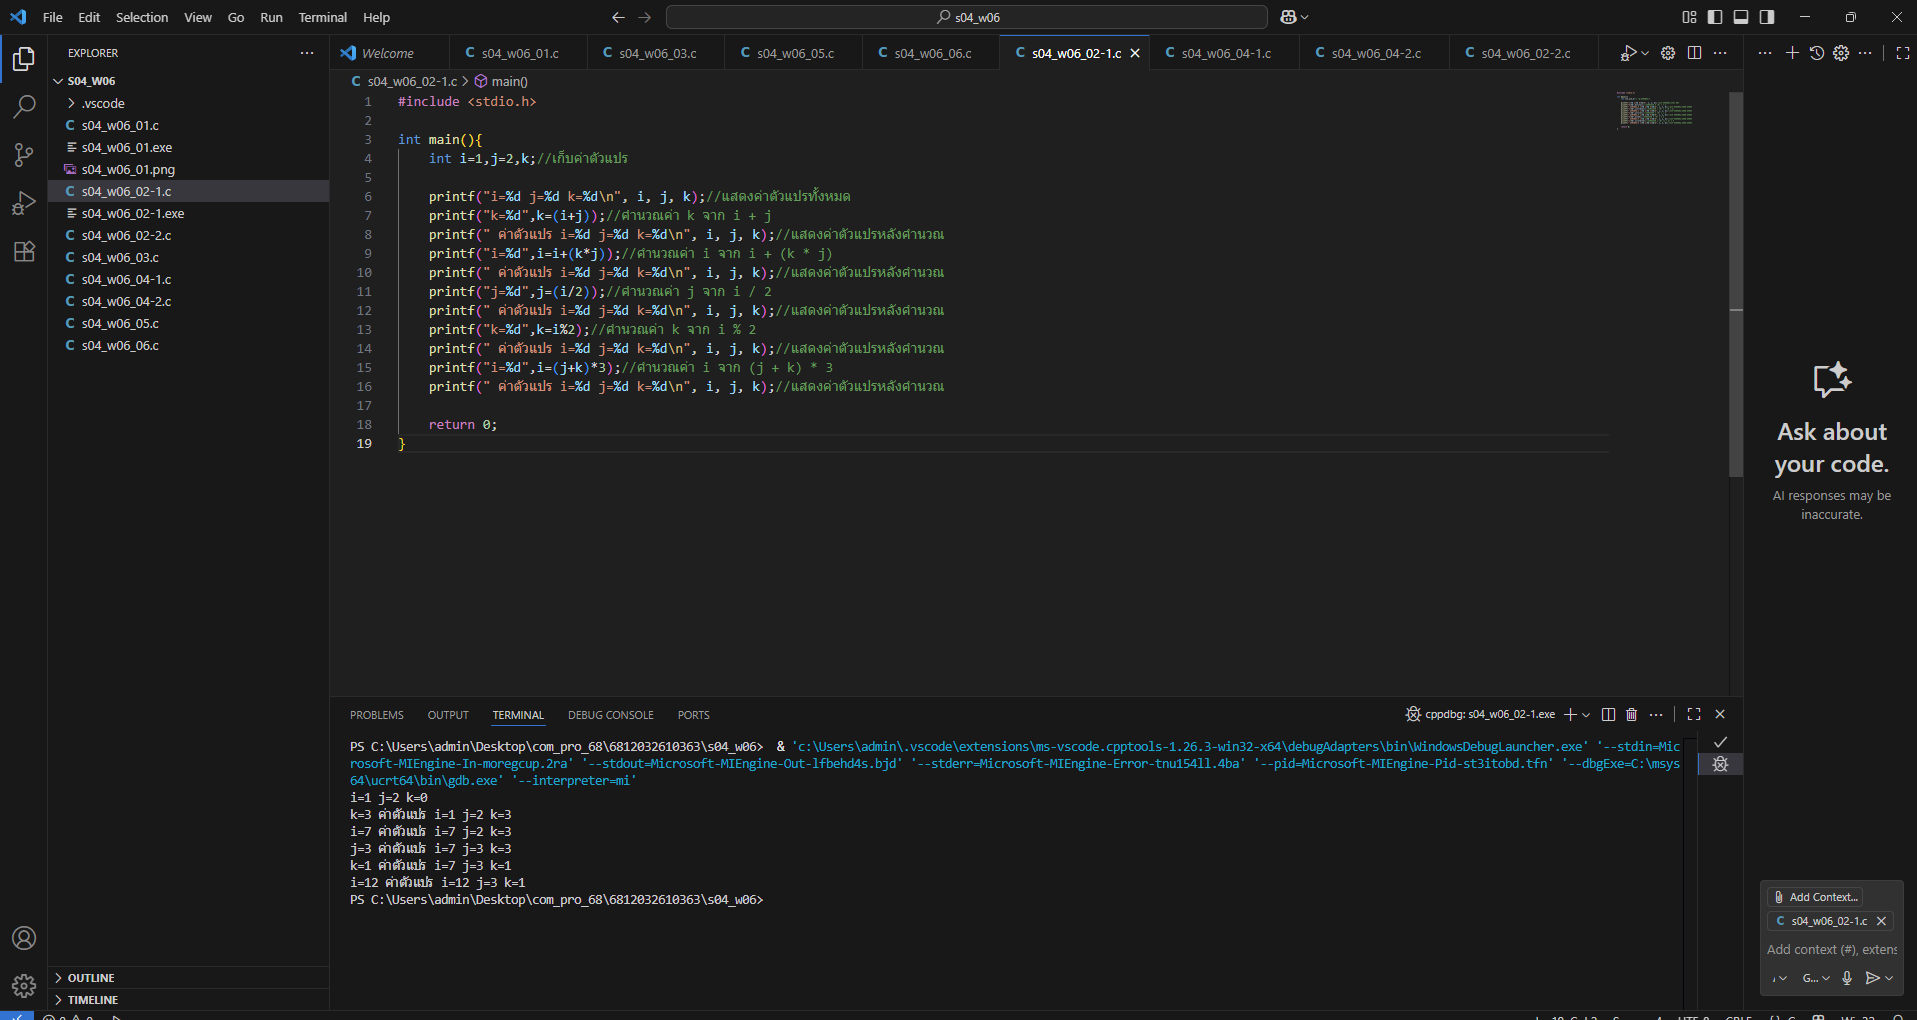 File Edit Selection View Go Run Terminal Help
s04_w06
EXPLORER
S04_W06
.vscode
C s04_w06_01.c
s04_w06_01.exe
s04_w06_01.png
C s04_w06_02-1.c
s04_w06_02-1.exe
C s04_w06_02-2.c
C s04_w06_03.c
C s04_w06_04-1.c
C s04_w06_04-2.c
C s04_w06_05.c
C s04_w06_06.c
OUTLINE
TIMELINE
Welcome C s04_w06_01.c C s04_w06_03.c C s04_w06_05.c C s04_w06_06.c C s04_w06_02-1.c C s04_w06_04-1.c C s04_w06_04-2.c C s04_w06_02-2.c
C s04_w06_02-1.c > main()
1 #include <stdio.h>
2
3 int main(){
4 int i=1,j=2,k;//เก็บค่าตัวแปร
5
6 printf("i=%d j=%d k=%d\n", i, j, k);//แสดงค่าตัวแปรทั้งหมด
7 printf("k=%d",k=(i+j));//คำนวณค่า k จาก i + j
8 printf(" ค่าตัวแปร i=%d j=%d k=%d\n", i, j, k);//แสดงค่าตัวแปรหลังคำนวณ
9 printf("i=%d",i=i+(k*j));//คำนวณค่า i จาก i + (k * j)
10 printf(" ค่าตัวแปร i=%d j=%d k=%d\n", i, j, k);//แสดงค่าตัวแปรหลังคำนวณ
11 printf("j=%d",j=(i/2));//คำนวณค่า j จาก i / 2
12 printf(" ค่าตัวแปร i=%d j=%d k=%d\n", i, j, k);//แสดงค่าตัวแปรหลังคำนวณ
13 printf("k=%d",k=i%2);//คำนวณค่า k จาก i % 2
14 printf(" ค่าตัวแปร i=%d j=%d k=%d\n", i, j, k);//แสดงค่าตัวแปรหลังคำนวณ
15 printf("i=%d",i=(j+k)*3);//คำนวณค่า i จาก (j + k) * 3
16 printf(" ค่าตัวแปร i=%d j=%d k=%d\n", i, j, k);//แสดงค่าตัวแปรหลังคำนวณ
17
18 return 0;
19 }
PROBLEMS OUTPUT TERMINAL DEBUG CONSOLE PORTS
cppdbg: s04_w06_02-1.exe
PS C:\Users\admin\Desktop\com_pro_68\6812032610363\s04_w06> & 'c:\Users\admin\.vscode\extensions\ms-vscode.cpptools-1.26.3-win32-x64\debugAdapters\bin\WindowsDebugLauncher.exe' '--stdin=Mic
rosoft-MIEngine-In-moregcup.2ra' '--stdout=Microsoft-MIEngine-Out-lfbehd4s.bjd' '--stderr=Microsoft-MIEngine-Error-tnu154ll.4ba' '--pid=Microsoft-MIEngine-Pid-st3itobd.tfn' '--dbgExe=C:\msys
64\ucrt64\bin\gdb.exe' '--interpreter=mi'
i=1 j=2 k=0
k=3 ค่าตัวแปร i=1 j=2 k=3
i=7 ค่าตัวแปร i=7 j=2 k=3
j=3 ค่าตัวแปร i=7 j=3 k=3
k=1 ค่าตัวแปร i=7 j=3 k=1
i=12 ค่าตัวแปร i=12 j=3 k=1
PS C:\Users\admin\Desktop\com_pro_68\6812032610363\s04_w06>
Ask about
your code.
AI responses may be
inaccurate.
Add Context...
C s04_w06_02-1.c
Add context (#), extens
G...